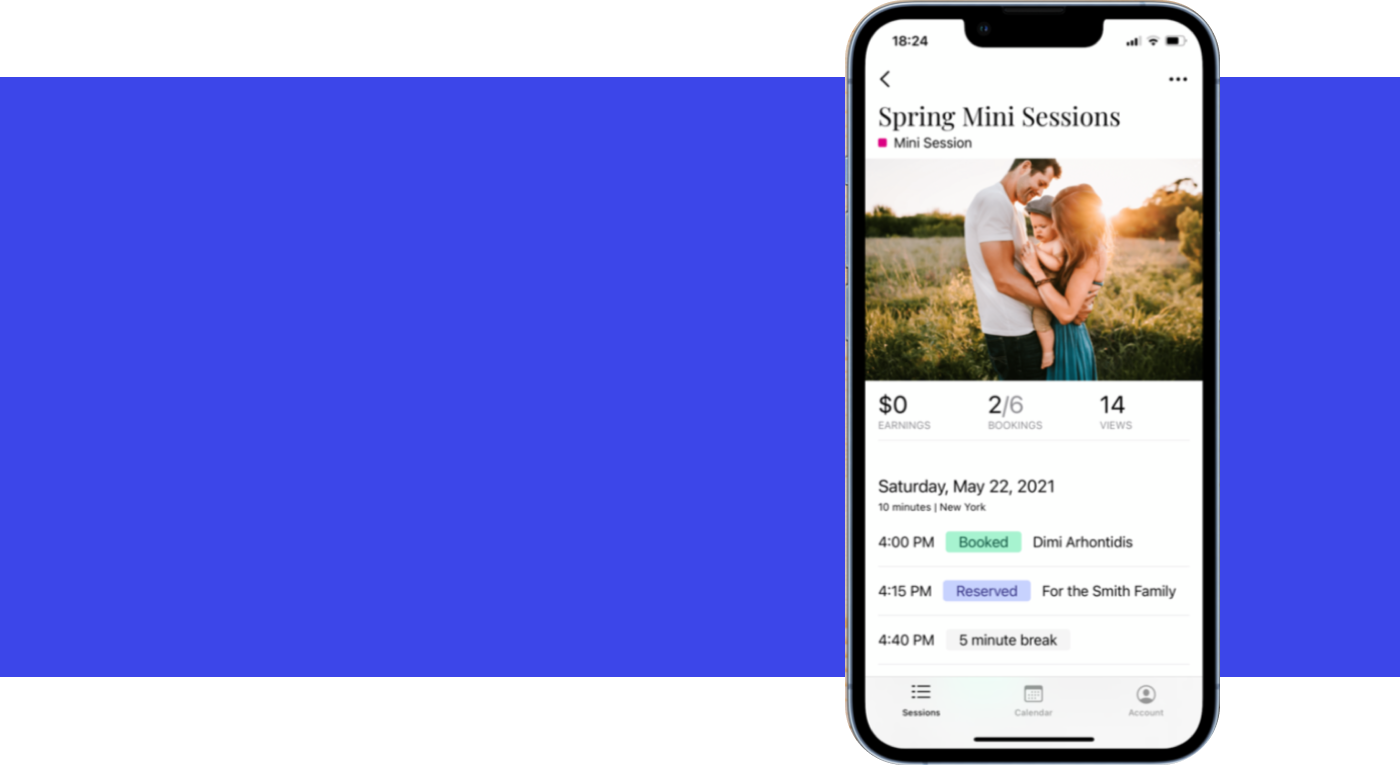 18:24
Spring Mini Sessions
Mini Session
$0 2/6 14
EARNINGS BOOKINGS VIEWS
Saturday, May 22, 2021
10 minutes | New York
4:00 PM Booked Dimi Arhontidis
4:15 PM Reserved For the Smith Family
4:40 PM 5 minute break
Sessions Calendar Account